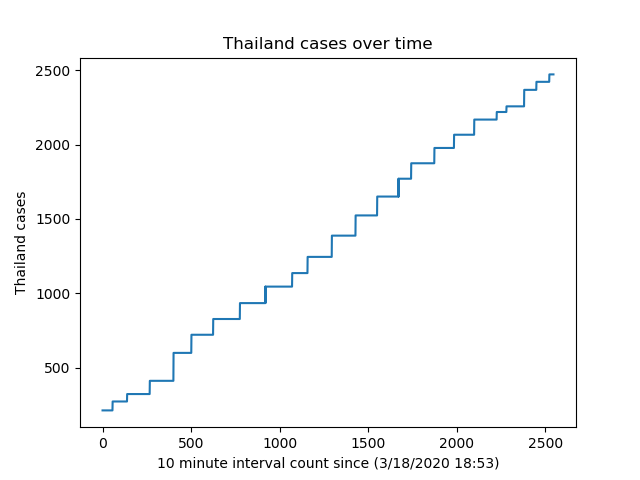 Thailand cases over time
2500
2000
1500
1000
500
Thailand cases
0 500 1000 1500 2000 2500
10 minute interval count since (3/18/2020 18:53)